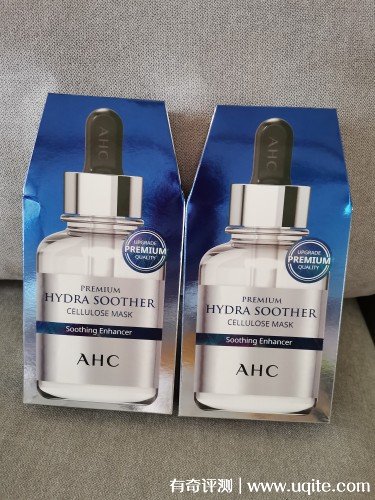 AHC
UPGRADE
PREMIUM
QUALITY
PREMIUM
HYDRA SOOTHER
CELLULOSE MASK
Soothing Enhancer
AHC
AHC
UPGRADE
PREMIUM
QUALITY
PREMIUM
HYDRA SOOTHER
CELLULOSE MASK
Soothing Enhancer
AHC
有奇评测 | www.uqite.com